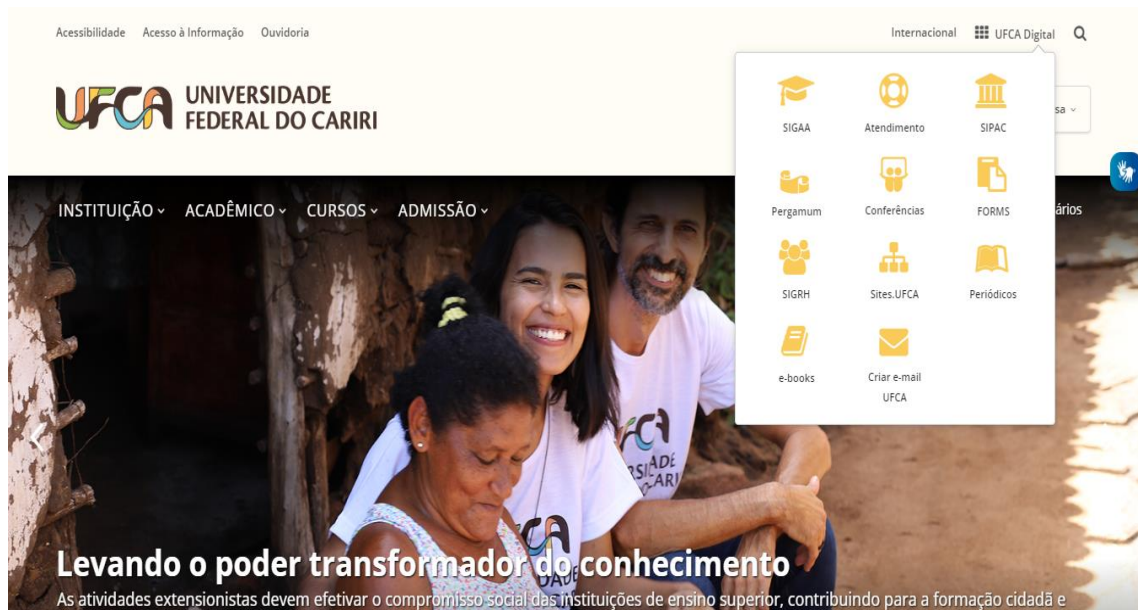 Acessibilidade Acesso à Informação Ouvidoria
Internacional UFCA Digital
UFCA UNIVERSIDADE
FEDERAL DO CARIRI
SIGAA Atendimento SIPAC
Pergamum Conferências FORMS
SIGRH Sites.UFCA Periódicos
e-books Criar e-mail
UFCA
INSTITUIÇÃO ACADÊMICO CURSOS ADMISSÃO
UFCA
Levando o poder transformador do conhecimento
As atividades extensionistas devem efetivar o compromisso social das instituições de ensino superior, contribuindo para a formação cidadã e